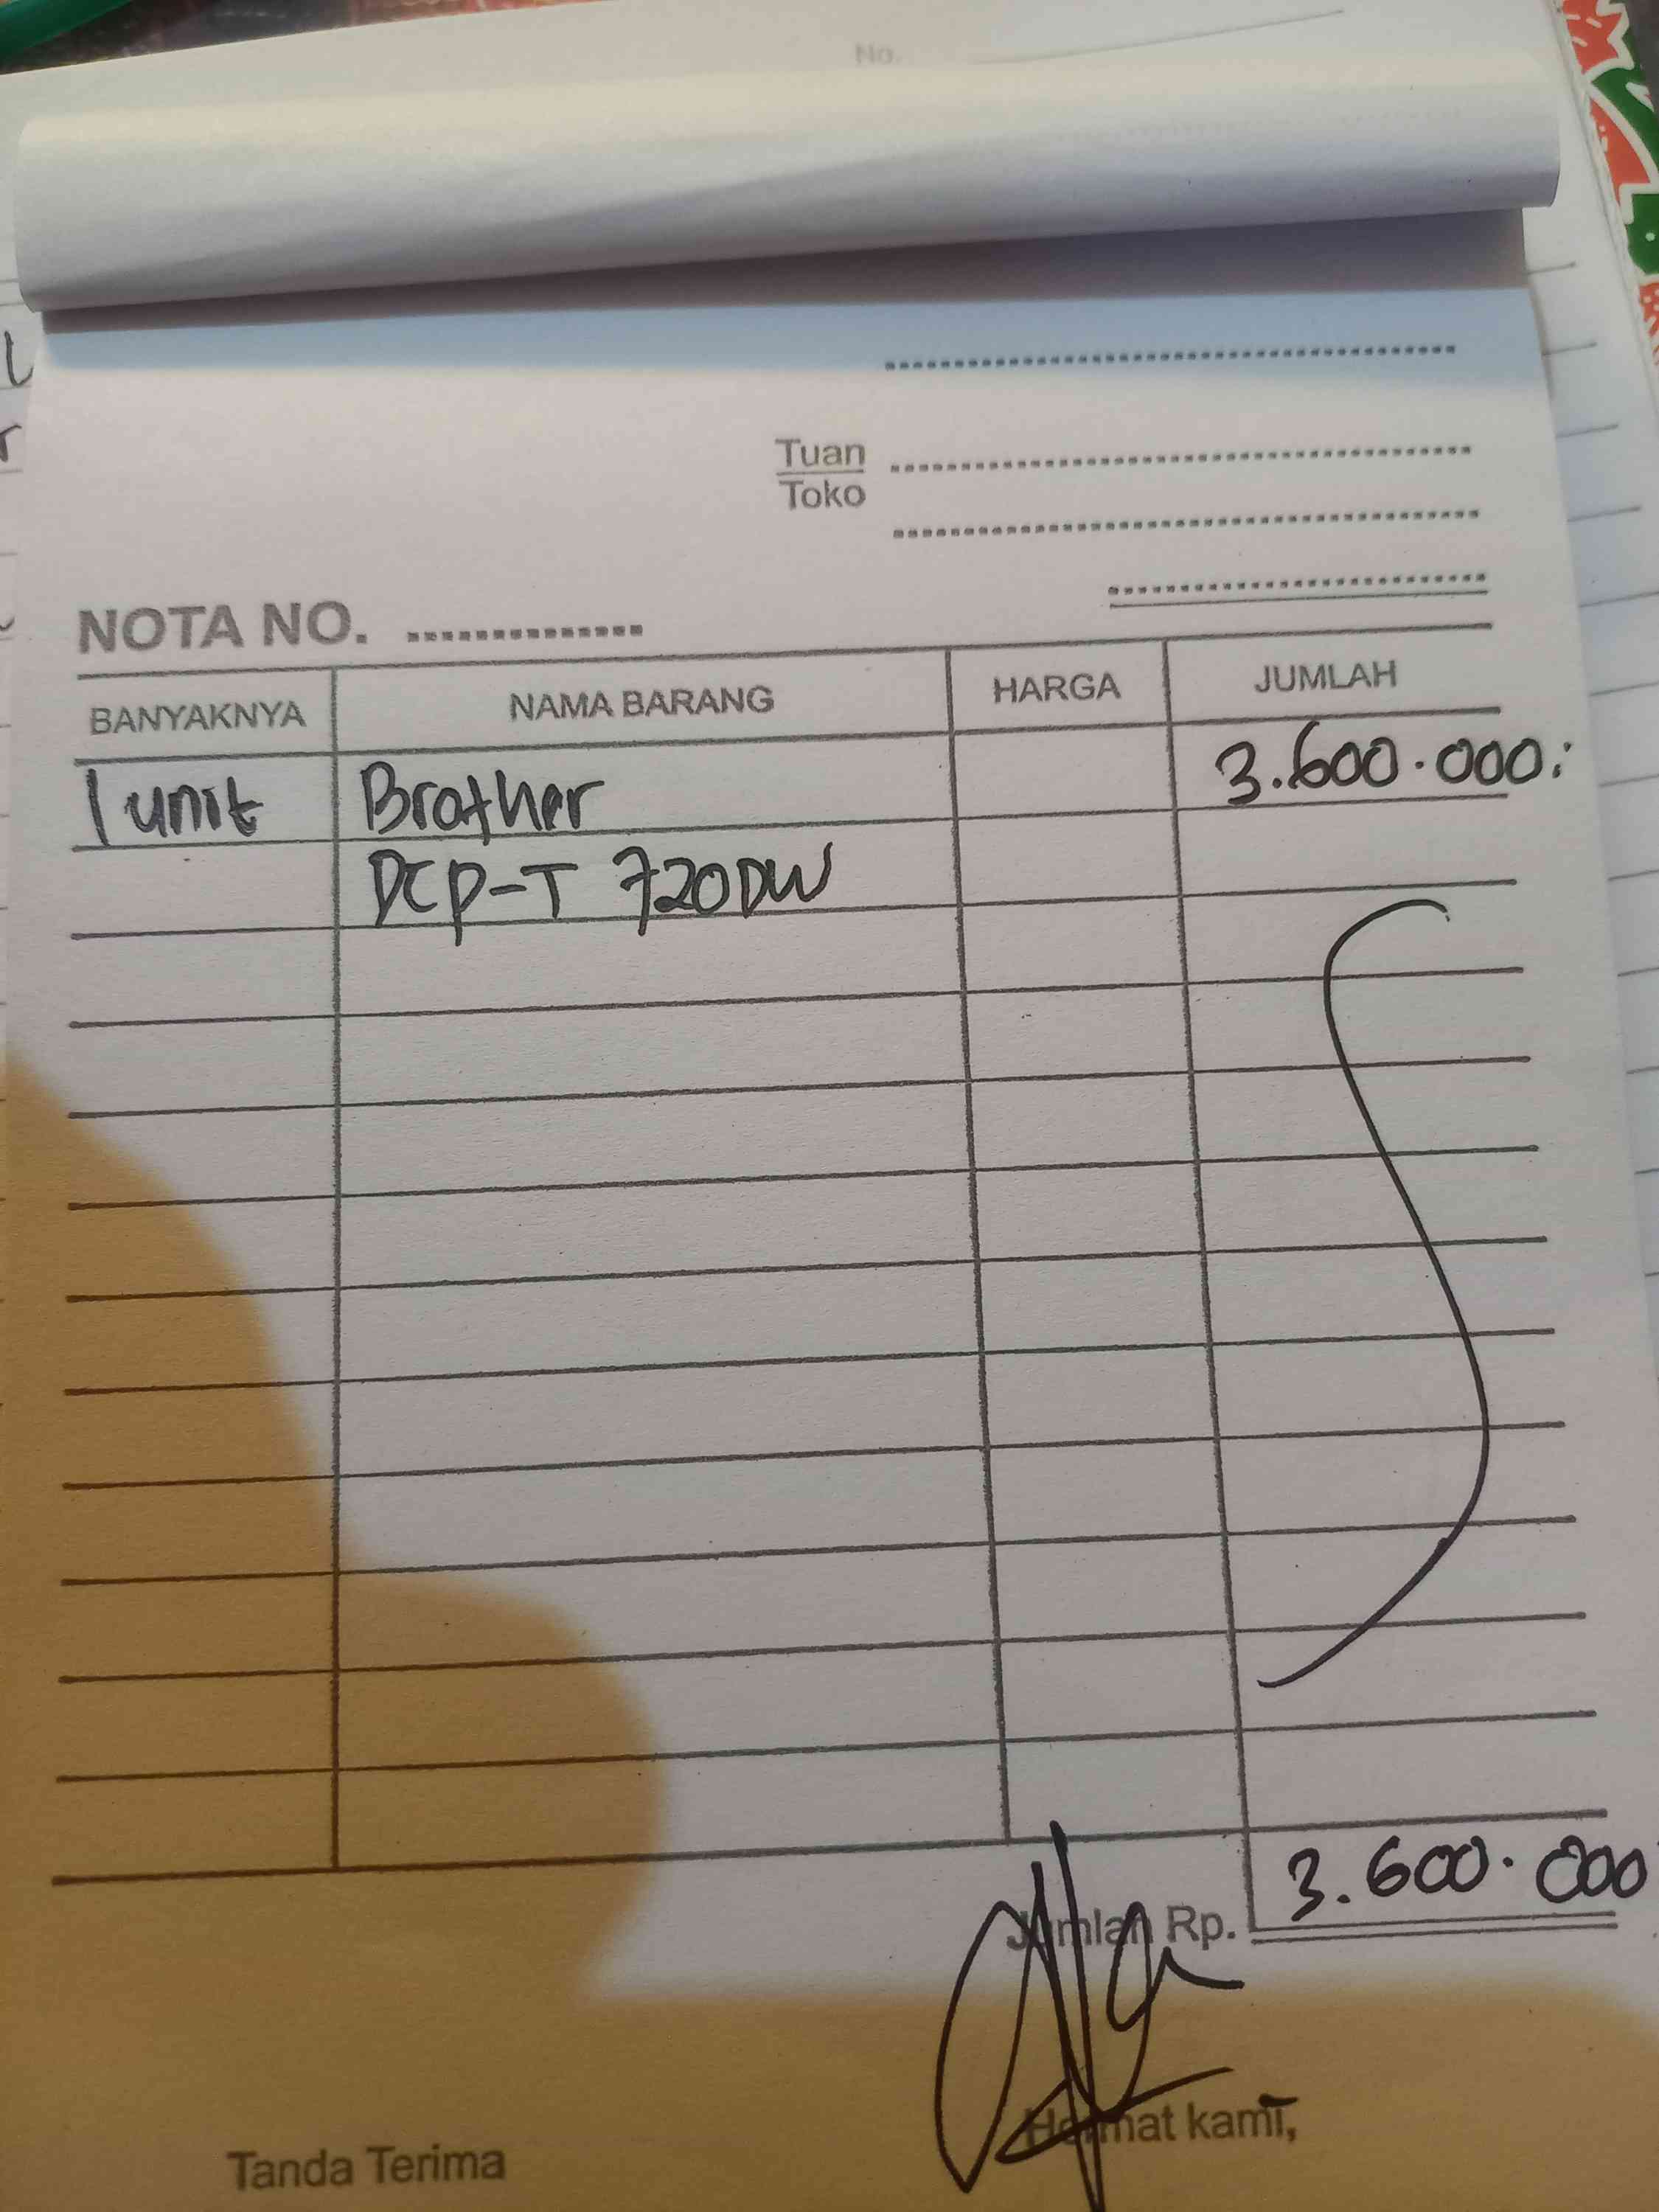 No.
Tuan
Toko
NOTA NO.
BANYAKNYA NAMA BARANG HARGA JUMLAH
1 unit Brother 3.600.000
DCP-T 720DW
Jumlah Rp. 3.600.000
Hormat kami,
Tanda Terima